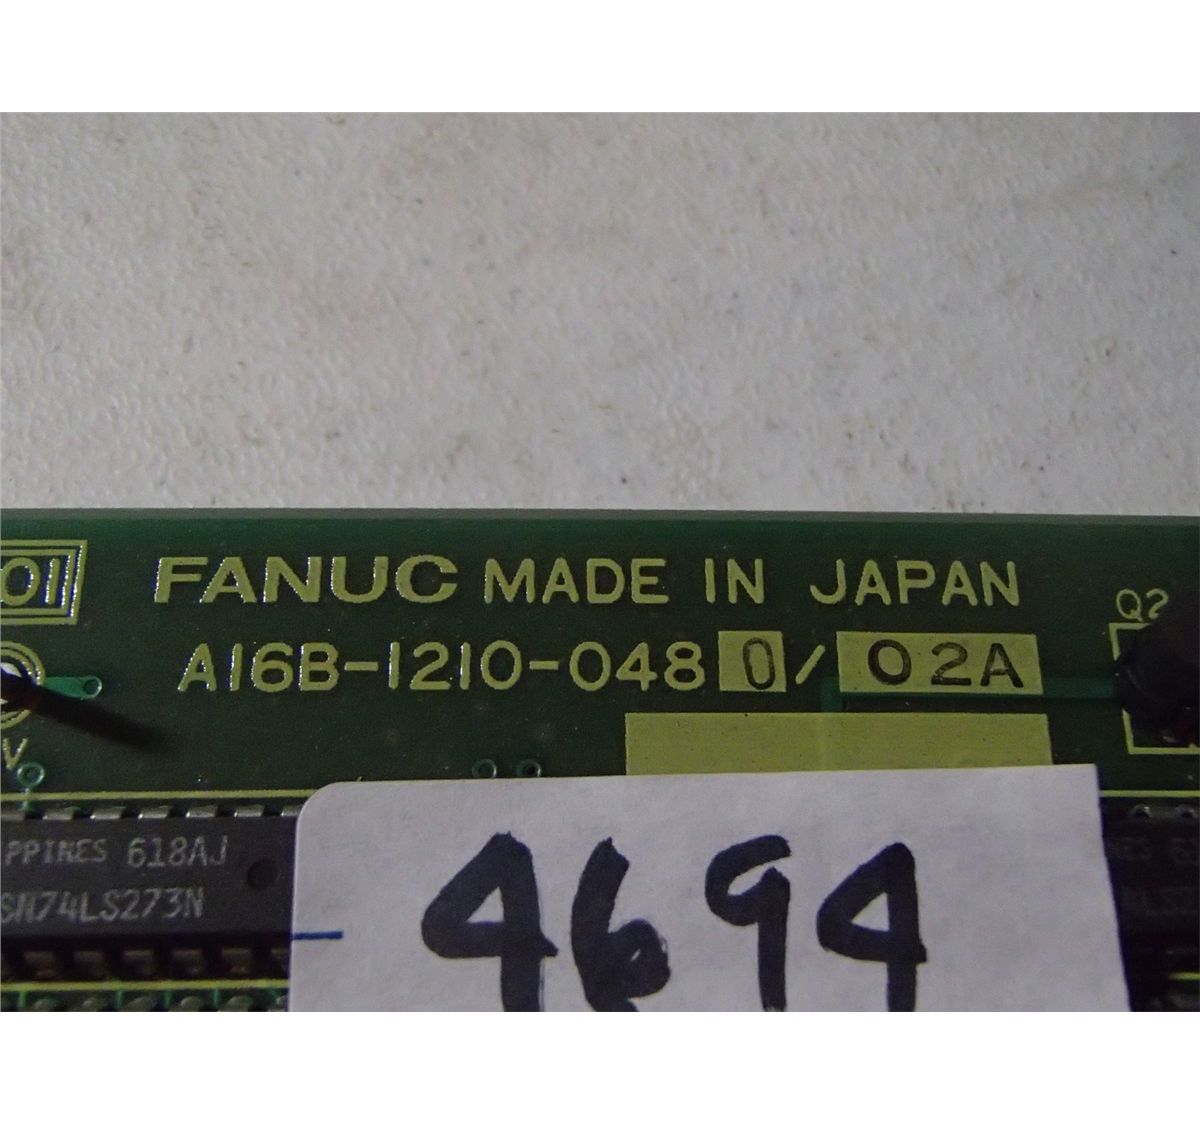 01
FANUC MADE IN JAPAN
A16B-1210-0480/02A
Q2
V
PPINES 618AJ
SN74LS273N
4694